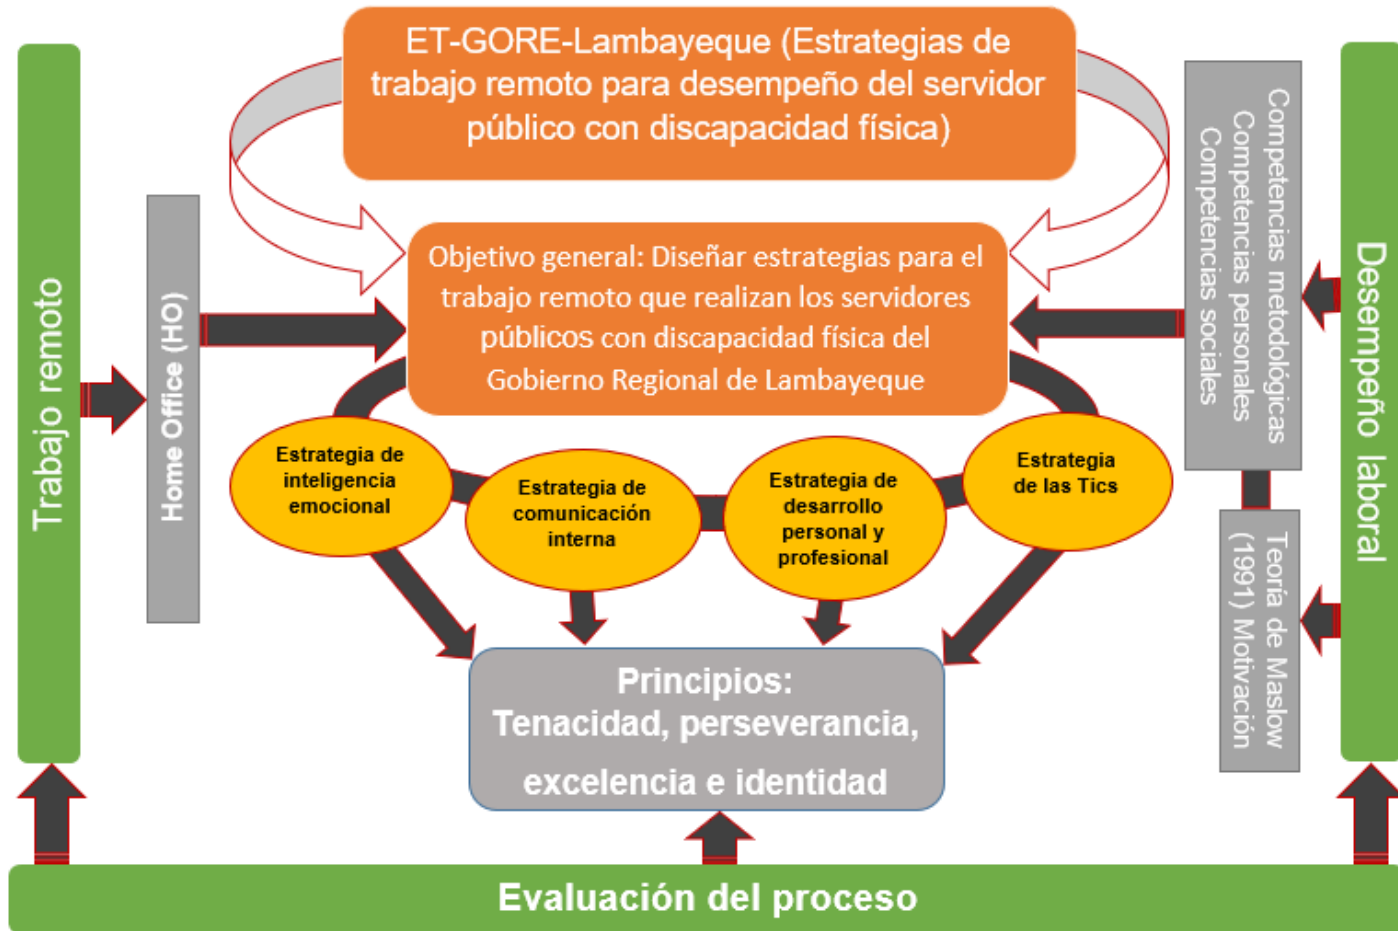 ET-GORE-Lambayeque (Estrategias de
trabajo remoto para desempeño del servidor
público con discapacidad física)
Trabajo remoto
Home Office (HO)
Objetivo general: Diseñar estrategias para el
trabajo remoto que realizan los servidores
públicos con discapacidad física del
Gobierno Regional de Lambayeque
Competencias metodológicas
Competencias personales
Competencias sociales
Desempeño laboral
Teoría de Maslow
(1991) Motivación
Estrategia de
inteligencia
emocional
Estrategia de
comunicación
interna
Estrategia de
desarrollo
personal y
profesional
Estrategia
de las Tics
Principios:
Tenacidad, perseverancia,
excelencia e identidad
Evaluación del proceso